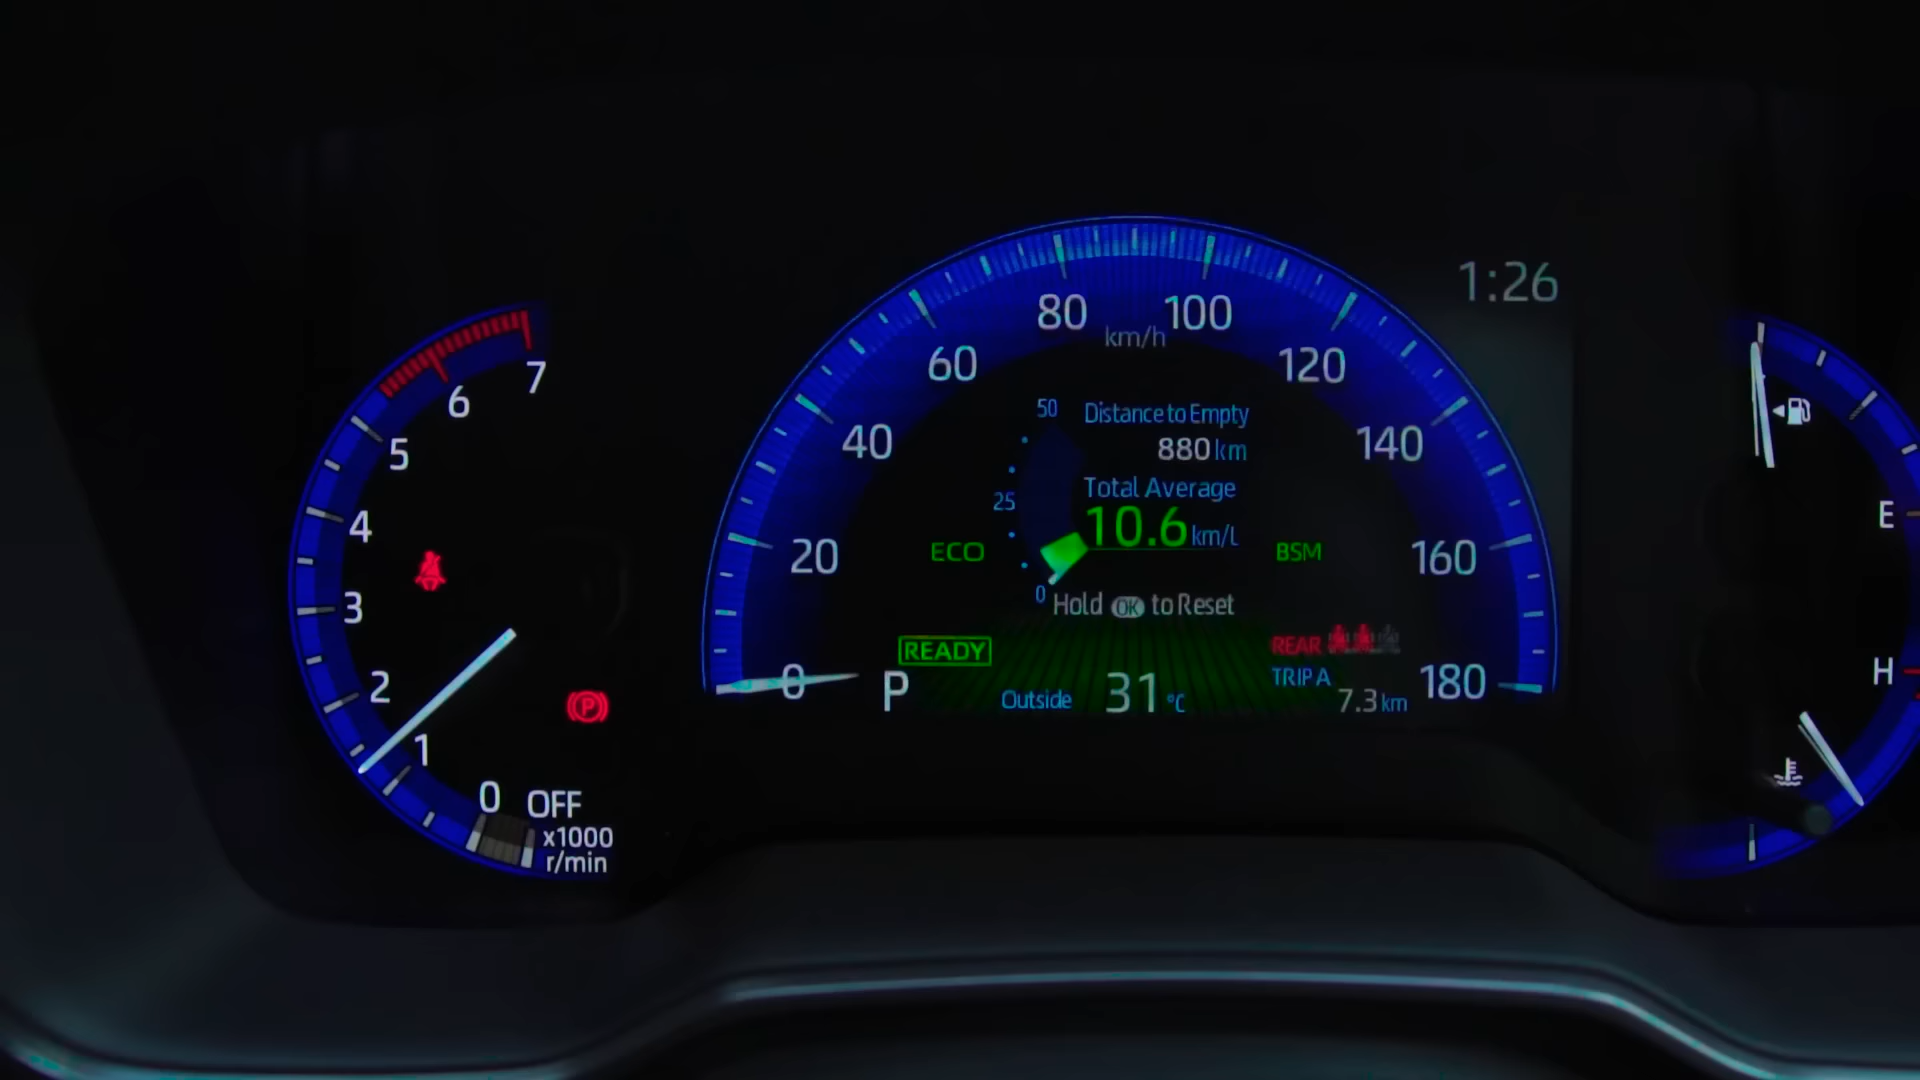 1:26
7
6
5
4
3
2
1
0
OFF
x1000
r/min
0
20
40
60
80
100
120
140
160
180
km/h
50
25
0
Distance to Empty
880 km
Total Average
10.6 km/L
Hold OK to Reset
ECO
BSM
READY
REAR
P
Outside 31 °C
TRIP A
7.3 km
E
H
P